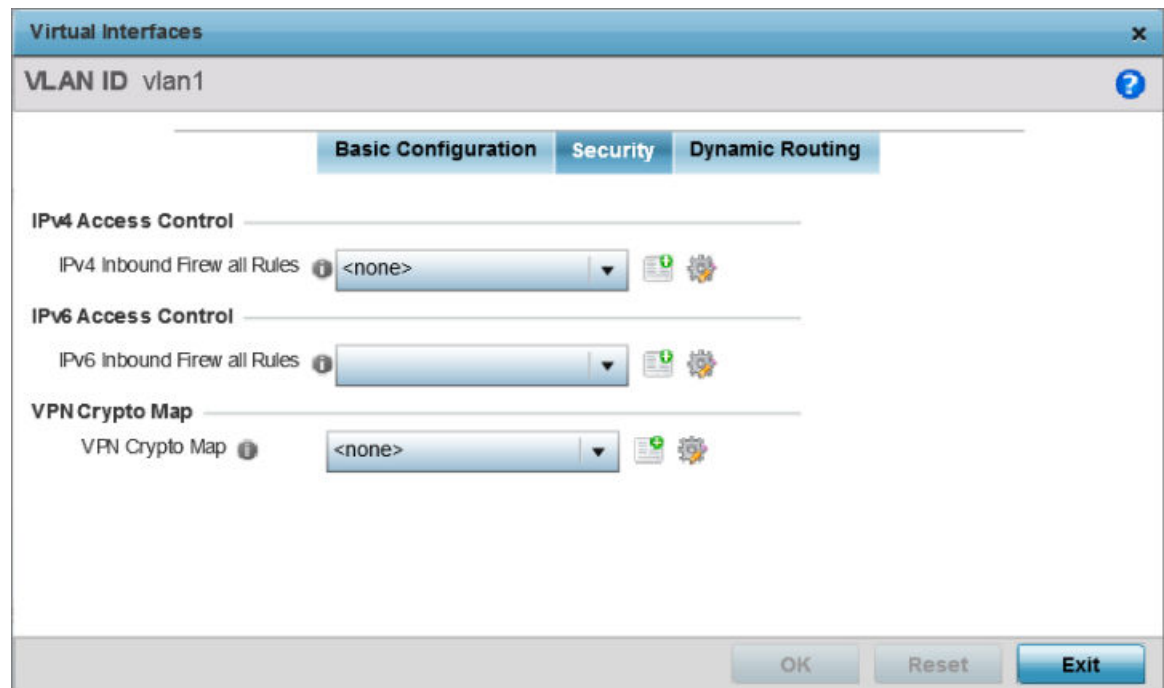 Virtual Interfaces
VLAN ID vlan1
Basic Configuration Security Dynamic Routing
IPv4 Access Control
IPv4 Inbound Firew all Rules <none>
IPv6 Access Control
IPv6 Inbound Firew all Rules
VPN Crypto Map
VPN Crypto Map <none>
OK Reset Exit